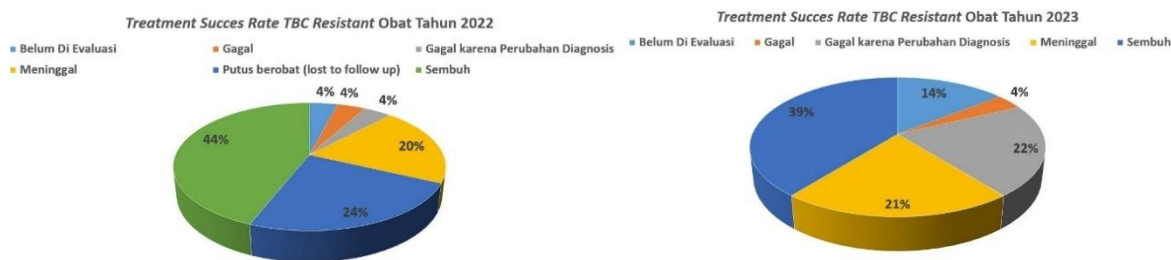 Treatment Succes Rate TBC Resistant Obat Tahun 2022
Belum Di Evaluasi
Gagal
Gagal karena Perubahan Diagnosis
Meninggal
Putus berobat (lost to follow up)
Sembuh
4%
4%
4%
20%
24%
44%
Treatment Succes Rate TBC Resistant Obat Tahun 2023
Belum Di Evaluasi
Gagal
Gagal karena Perubahan Diagnosis
Meninggal
Sembuh
14%
4%
22%
21%
39%